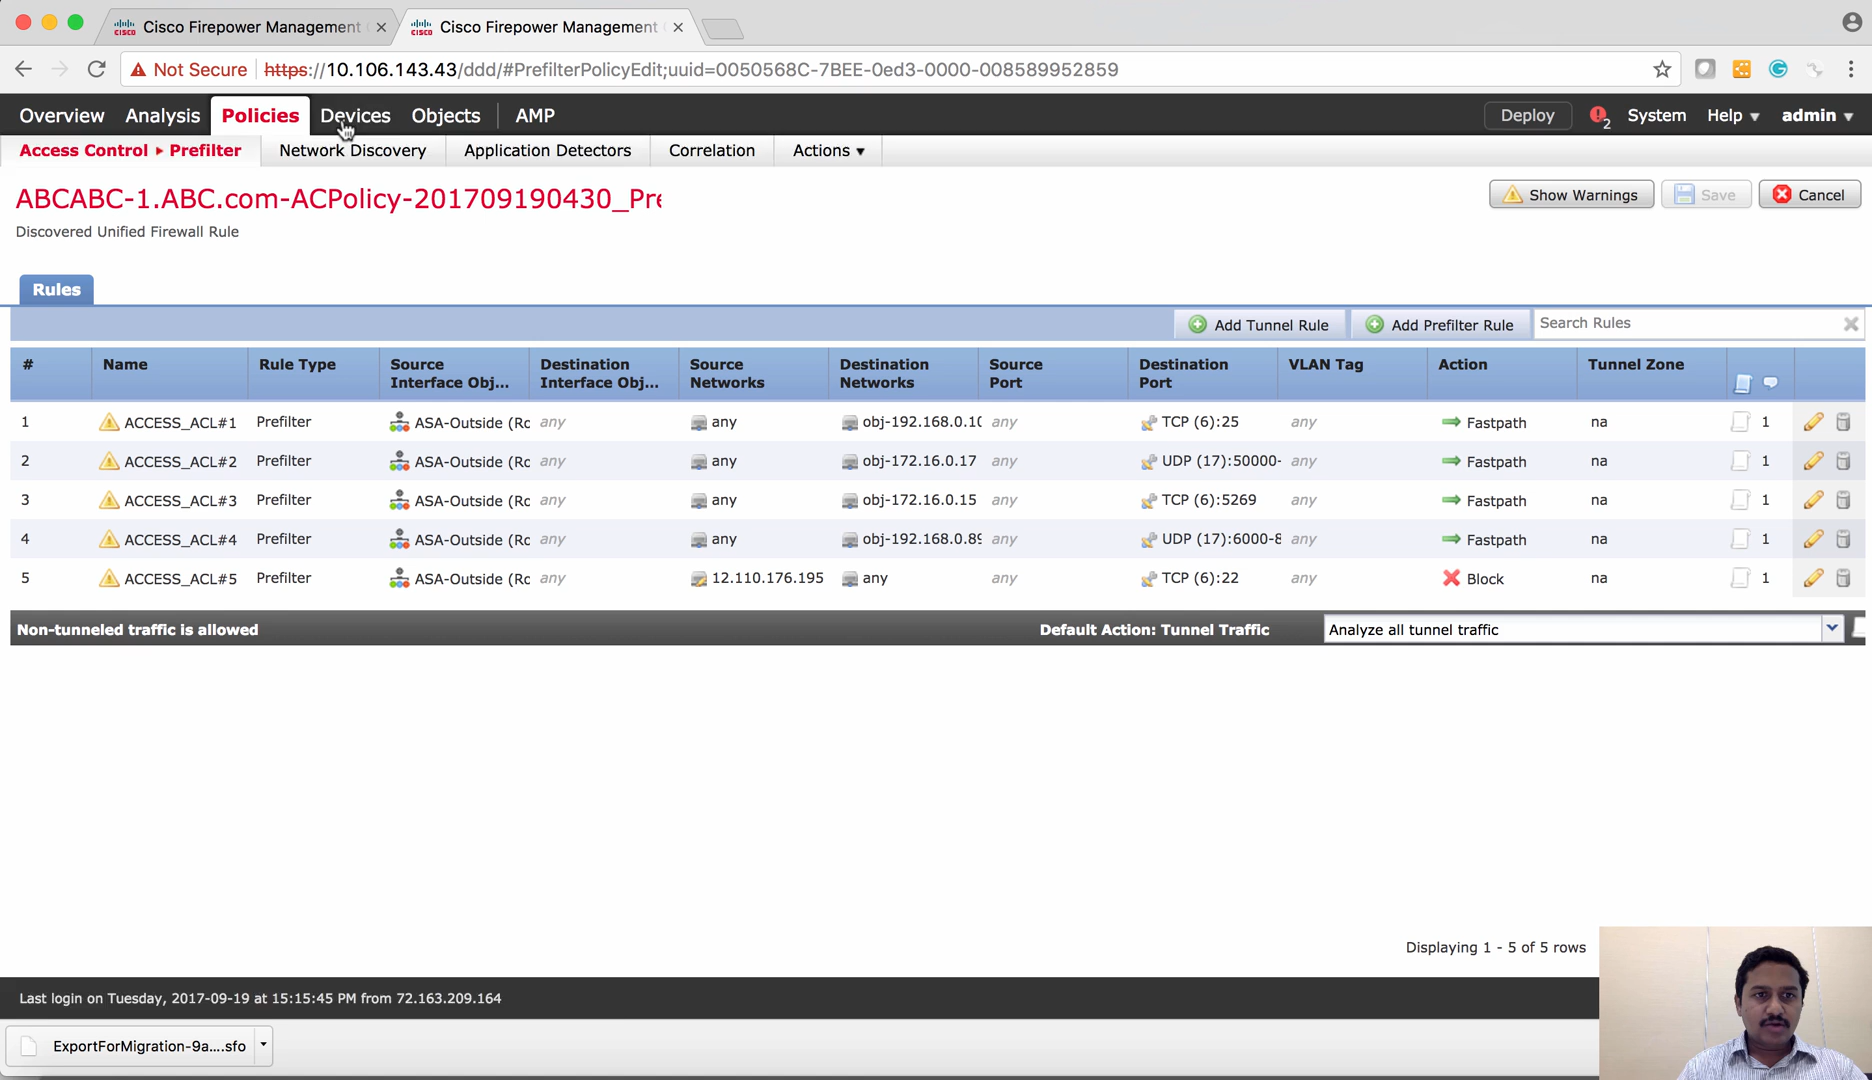 Cisco Firepower Management
Cisco Firepower Management
Not Secure https://10.106.143.43/ddd/#PrefilterPolicyEdit;uuid=0050568C-7BEE-0ed3-0000-008589952859
Overview Analysis Policies Devices Objects AMP Deploy 2 System Help admin
Access Control Prefilter Network Discovery Application Detectors Correlation Actions
ABCABC-1.ABC.com-ACPolicy-201709190430_Pre
Show Warnings Save Cancel
Discovered Unified Firewall Rule
Rules
Add Tunnel Rule Add Prefilter Rule Search Rules
# Name Rule Type Source Interface Obj... Destination Interface Obj... Source Networks Destination Networks Source Port Destination Port VLAN Tag Action Tunnel Zone
1 ACCESS_ACL#1 Prefilter ASA-Outside (Ro any any obj-192.168.0.10 any TCP (6):25 any Fastpath na 1
2 ACCESS_ACL#2 Prefilter ASA-Outside (Ro any any obj-172.16.0.17 any UDP (17):50000- any Fastpath na 1
3 ACCESS_ACL#3 Prefilter ASA-Outside (Ro any any obj-172.16.0.15 any TCP (6):5269 any Fastpath na 1
4 ACCESS_ACL#4 Prefilter ASA-Outside (Ro any any obj-192.168.0.89 any UDP (17):6000-8 any Fastpath na 1
5 ACCESS_ACL#5 Prefilter ASA-Outside (Ro any 12.110.176.195 any any TCP (6):22 any Block na 1
Non-tunneled traffic is allowed Default Action: Tunnel Traffic Analyze all tunnel traffic
Displaying 1 - 5 of 5 rows
Last login on Tuesday, 2017-09-19 at 15:15:45 PM from 72.163.209.164
ExportForMigration-9a....sfo